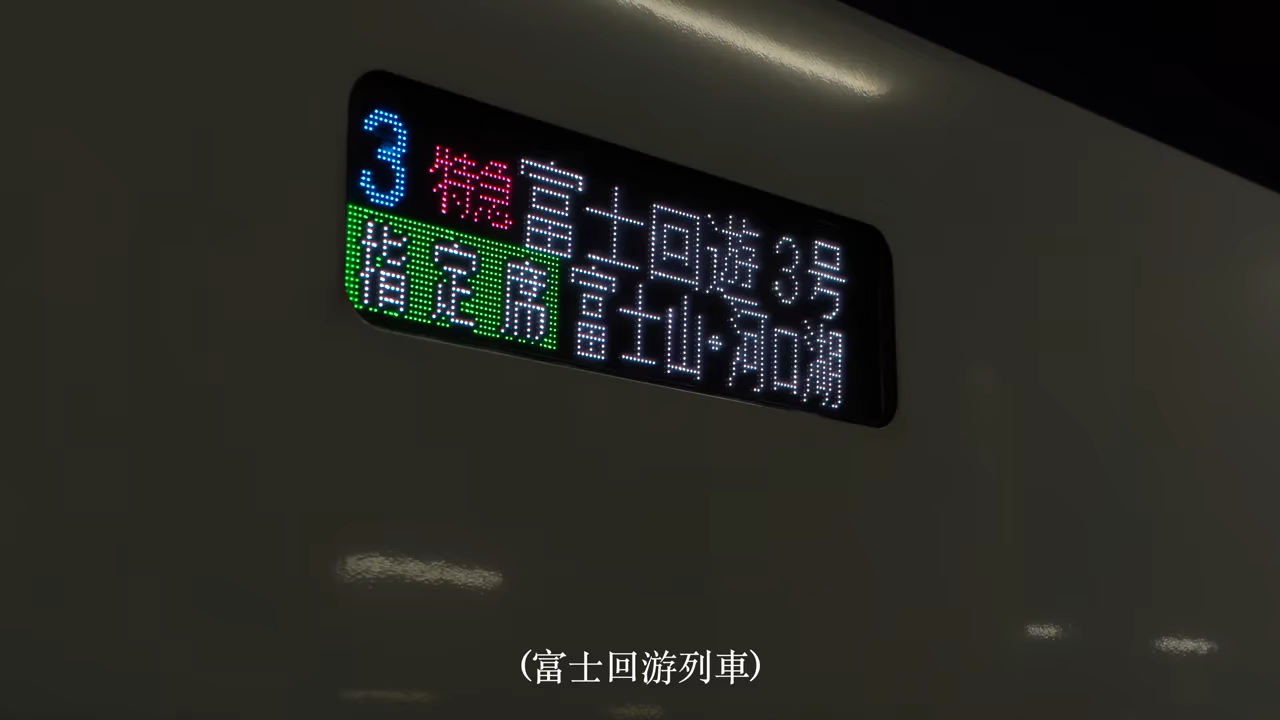 3 特急 富士回遊 3号
指定席 富士山・河口湖
(富士回游列車)